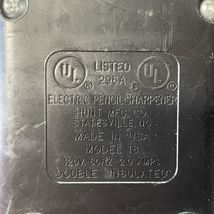 UL LISTED UL
296A
ELECTRIC PENCIL SHARPENER
HUNT MFG. CO.
STATESVILLE, NC
MADE IN USA
MODEL 18
120V, 60HZ, 2.0 AMPS
DOUBLE INSULATED